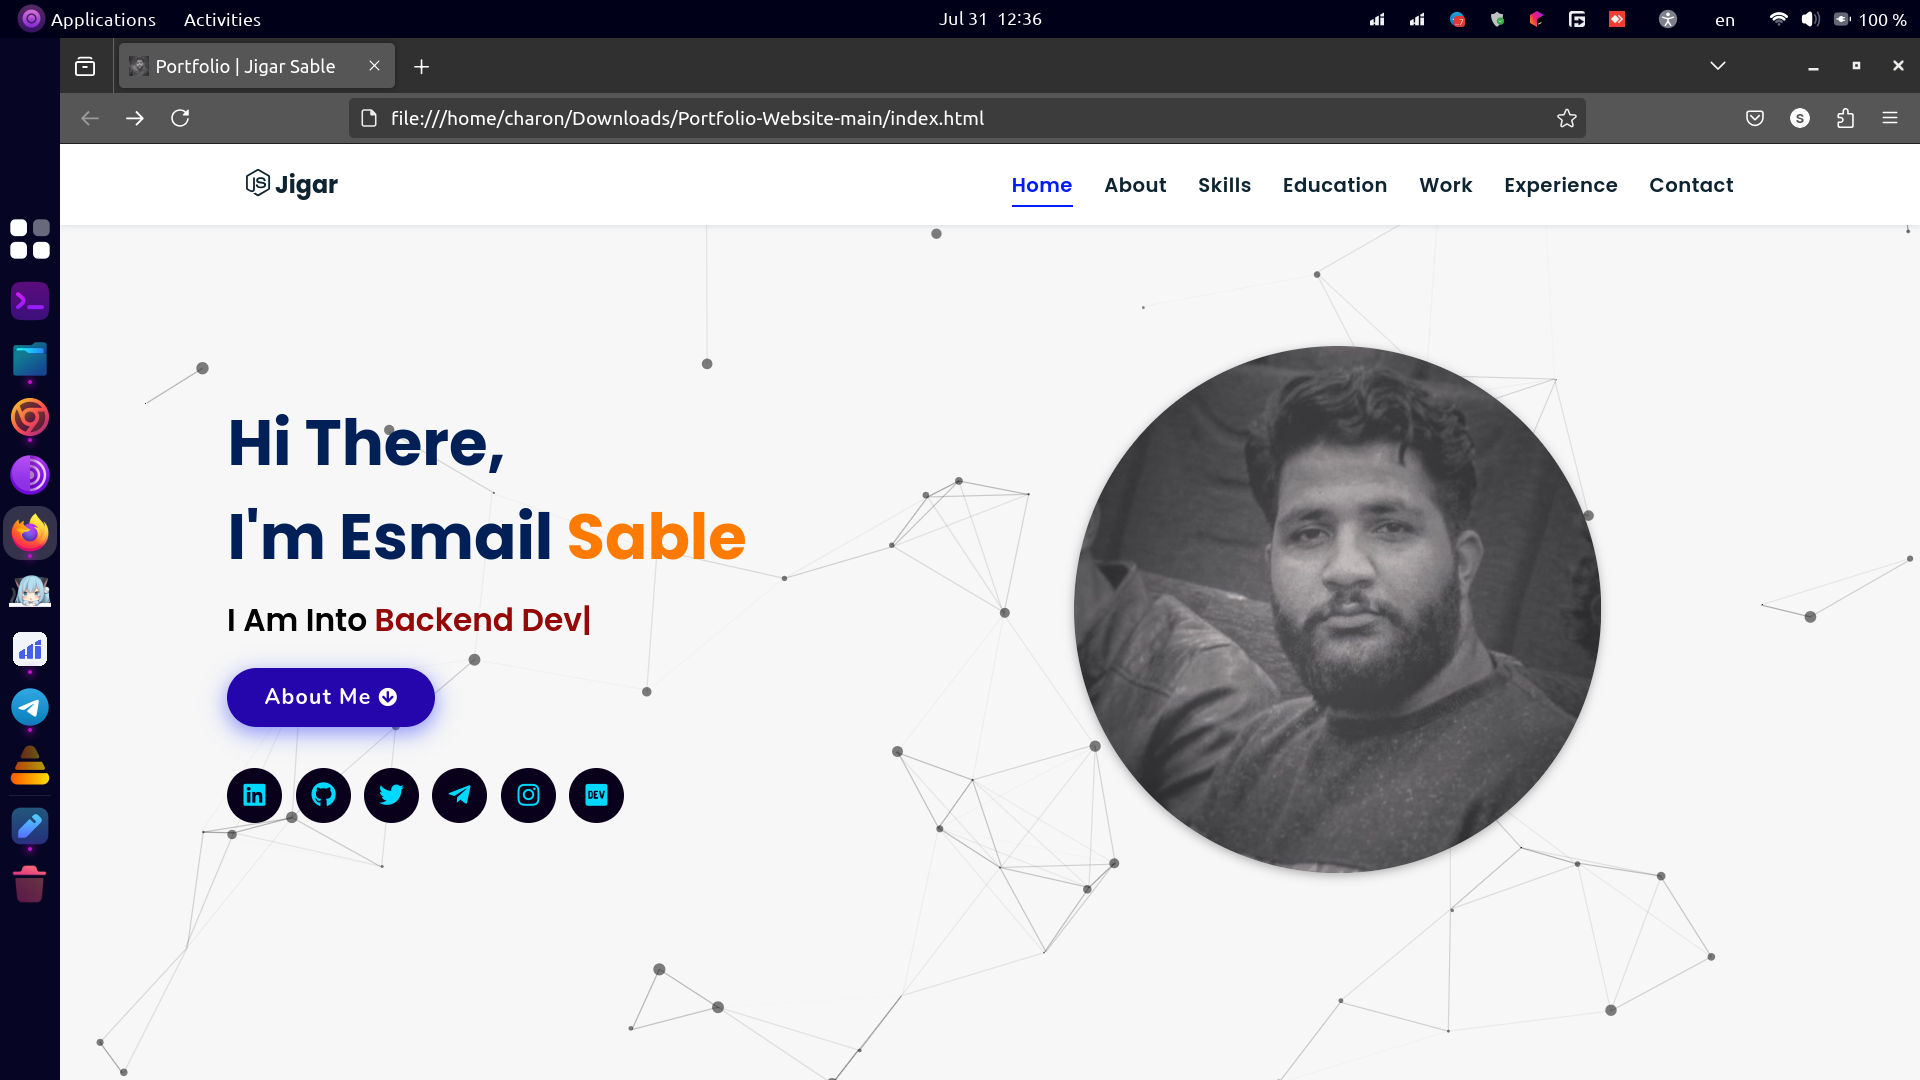 Applications Activities Jul 31 12:36 en 100 %
Portfolio | Jigar Sable
file:///home/charon/Downloads/Portfolio-Website-main/index.html
S
JS Jigar Home About Skills Education Work Experience Contact
Hi There,
I'm Esmail Sable
I Am Into Backend Dev|
About Me
in DEV